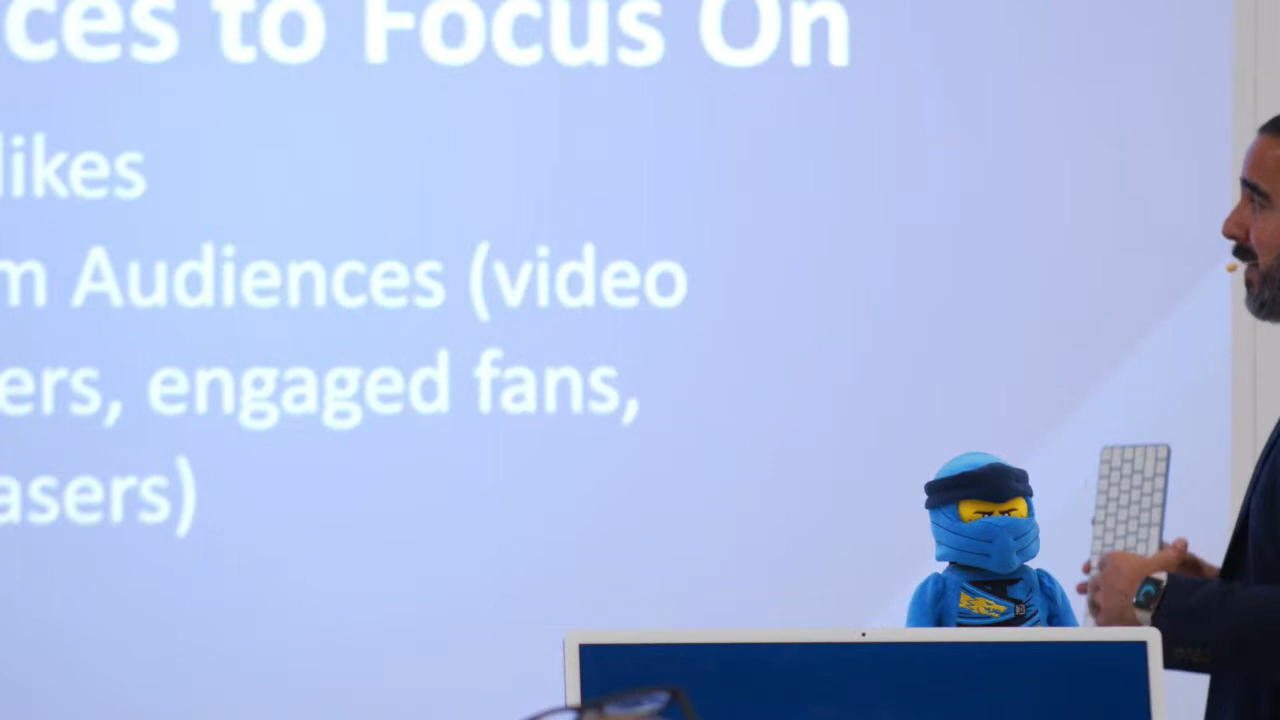 ces to Focus On
likes
m Audiences (video
ers, engaged fans,
asers)